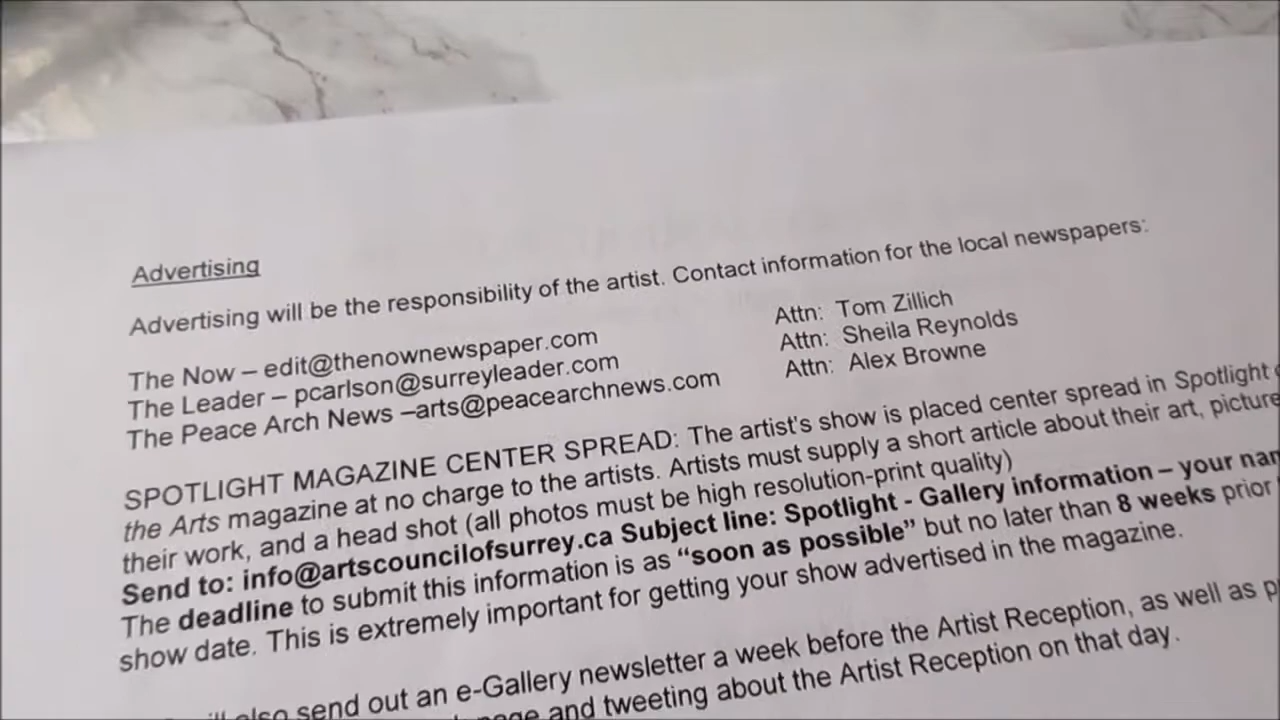 Advertising
Advertising will be the responsibility of the artist. Contact information for the local newspapers:
The Now – edit@thenownewspaper.com Attn: Tom Zillich
The Leader – pcarlson@surreyleader.com Attn: Sheila Reynolds
The Peace Arch News –arts@peacearchnews.com Attn: Alex Browne
SPOTLIGHT MAGAZINE CENTER SPREAD: The artist's show is placed center spread in Spotlight
the Arts magazine at no charge to the artists. Artists must supply a short article about their art, picture
their work, and a head shot (all photos must be high resolution-print quality)
Send to: info@artscouncilofsurrey.ca Subject line: Spotlight - Gallery information – your
The deadline to submit this information is as “soon as possible” but no later than 8 weeks prior
show date. This is extremely important for getting your show advertised in the magazine.
also send out an e-Gallery newsletter a week before the Artist Reception, as well as
and tweeting about the Artist Reception on that day.